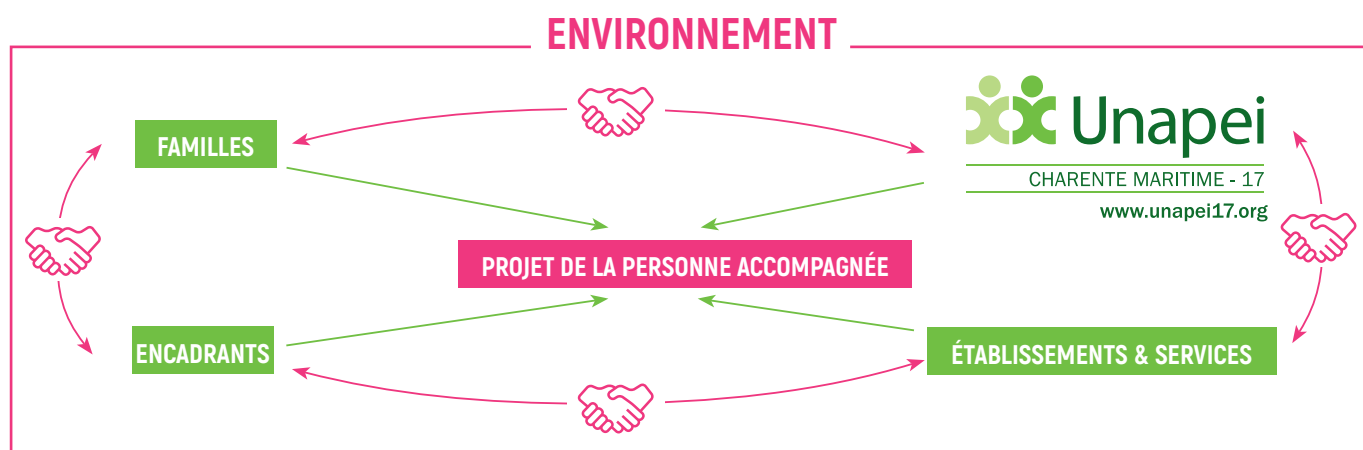 ENVIRONNEMENT
FAMILLES
Unapei
CHARENTE MARITIME - 17
www.unapei17.org
PROJET DE LA PERSONNE ACCOMPAGNÉE
ENCADRANTS
ÉTABLISSEMENTS & SERVICES